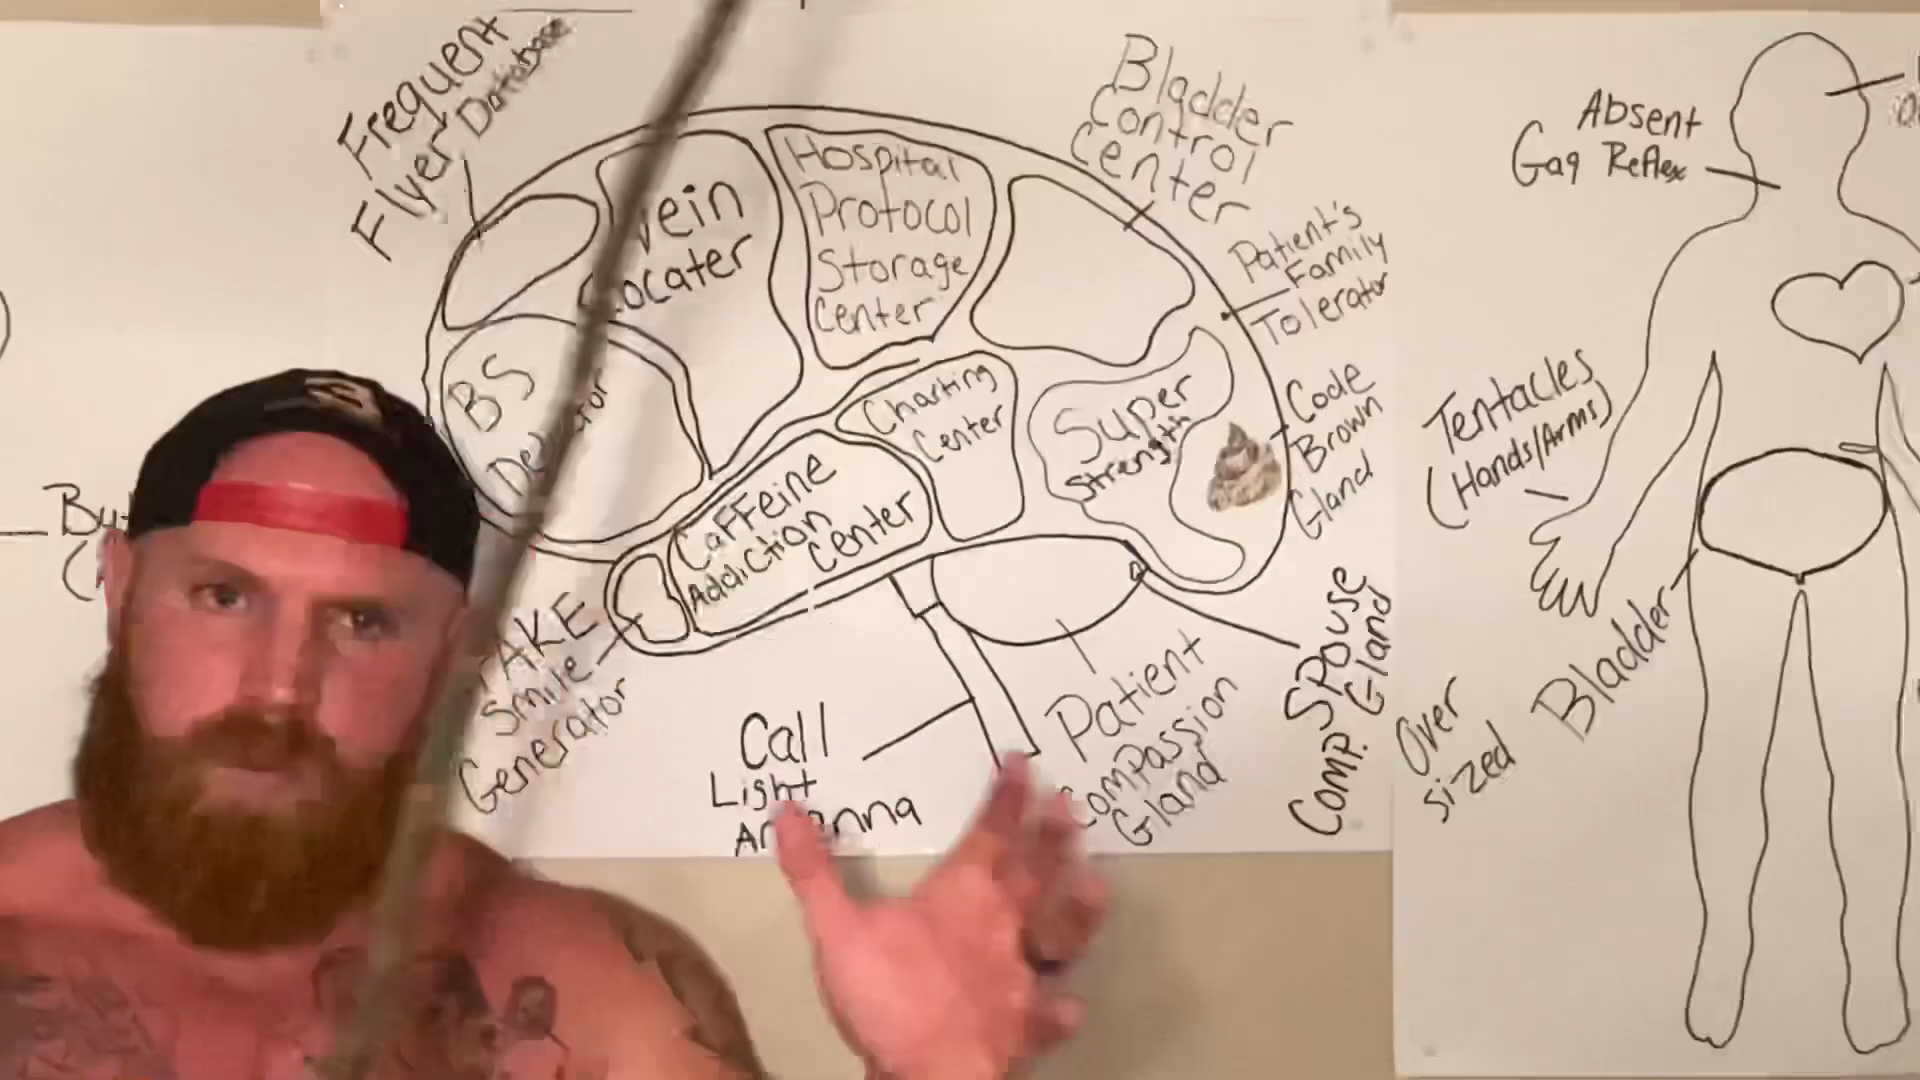 Frequent
Flyer Database
Vein
Locater
Hospital
Protocol
Storage
Center
Bladder
Control
Center
Patient's
Family
Tolerator
BS
Charting
Center
Super
Strength
Code
Brown
Gland
Caffeine
Addiction
Center
FAKE
Smile
Generator
Call
Light
Antenna
Patient
Compassion
Gland
Spouse
Comp. Gland
Absent
Gag Reflex
Tentacles
(Hands/Arms)
Over
sized
Bladder